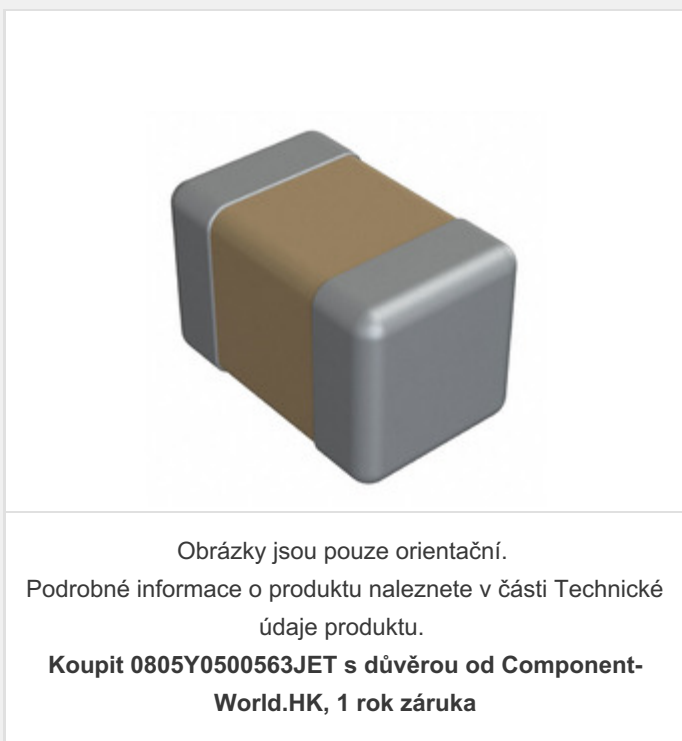 Obrázky jsou pouze orientační.
Podrobné informace o produktu naleznete v části Technické
údaje produktu.
Koupit 0805Y0500563JET s důvěrou od Component-
World.HK, 1 rok záruka